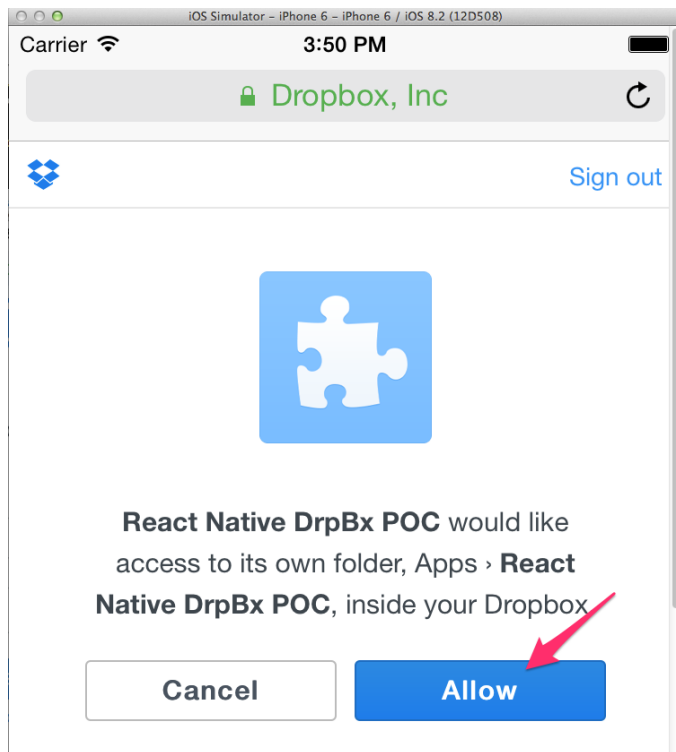 iOS Simulator – iPhone 6 – iPhone 6 / iOS 8.2 (12D508)
Carrier 3:50 PM
Dropbox, Inc
Sign out
React Native DrpBx POC would like
access to its own folder, Apps › React
Native DrpBx POC, inside your Dropbox
Cancel Allow